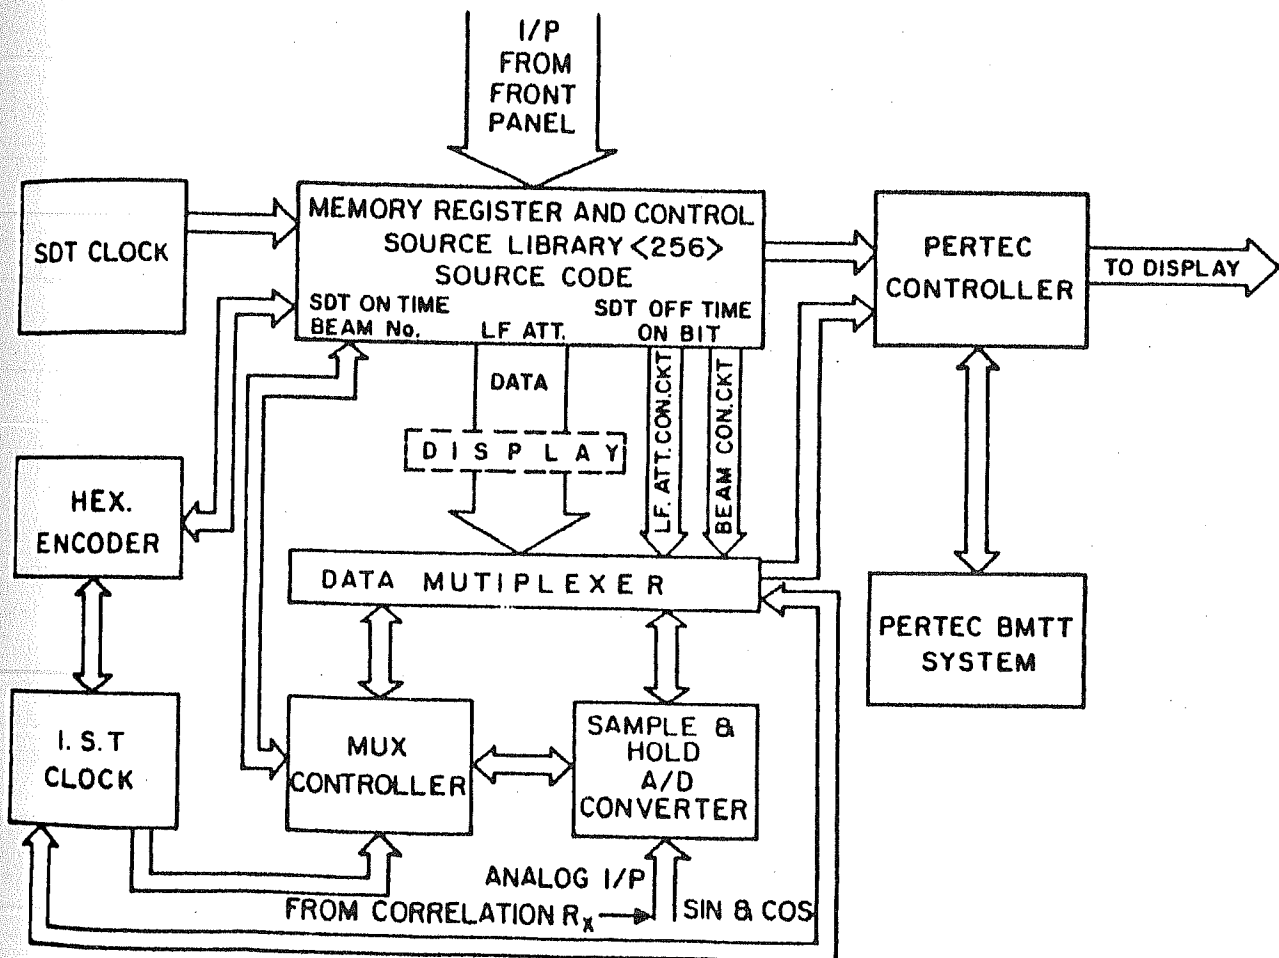 I/P
FROM
FRONT
PANEL
SDT CLOCK
MEMORY REGISTER AND CONTROL
SOURCE LIBRARY <256>
SOURCE CODE
SDT ON TIME
BEAM No.
LF ATT.
SDT OFF TIME
ON BIT
PERTEC
CONTROLLER
TO DISPLAY
DATA
DISPLAY
LF. ATT. CON.CKT
BEAM CON.CKT
HEX.
ENCODER
DATA MUTIPLEXER
PERTEC BMTT
SYSTEM
I. S. T
CLOCK
MUX
CONTROLLER
SAMPLE &
HOLD
A/D
CONVERTER
ANALOG I/P
FROM CORRELATION Rx
SIN & COS